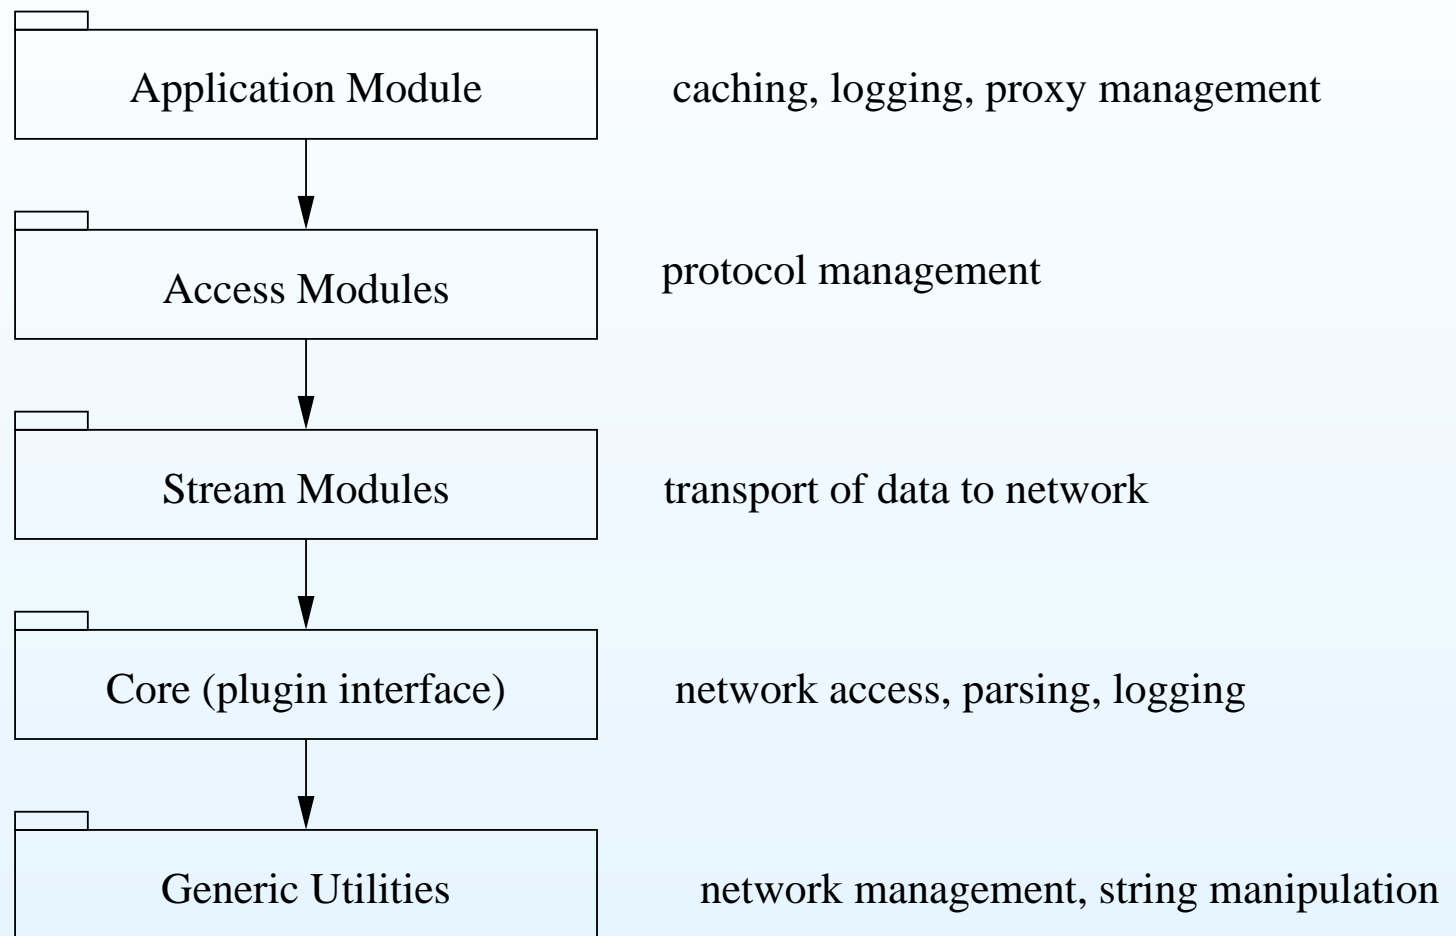 Application Module
caching, logging, proxy management
Access Modules
protocol management
Stream Modules
transport of data to network
Core (plugin interface)
network access, parsing, logging
Generic Utilities
network management, string manipulation